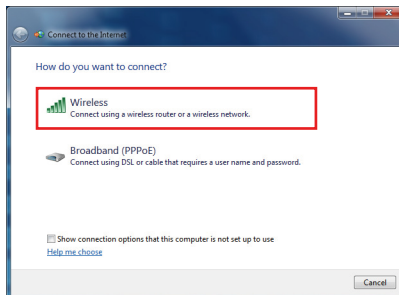 Connect to the Internet
How do you want to connect?
Wireless
Connect using a wireless router or a wireless network.
Broadband (PPPoE)
Connect using DSL or cable that requires a user name and password.
Show connection options that this computer is not set up to use
Help me choose
Cancel